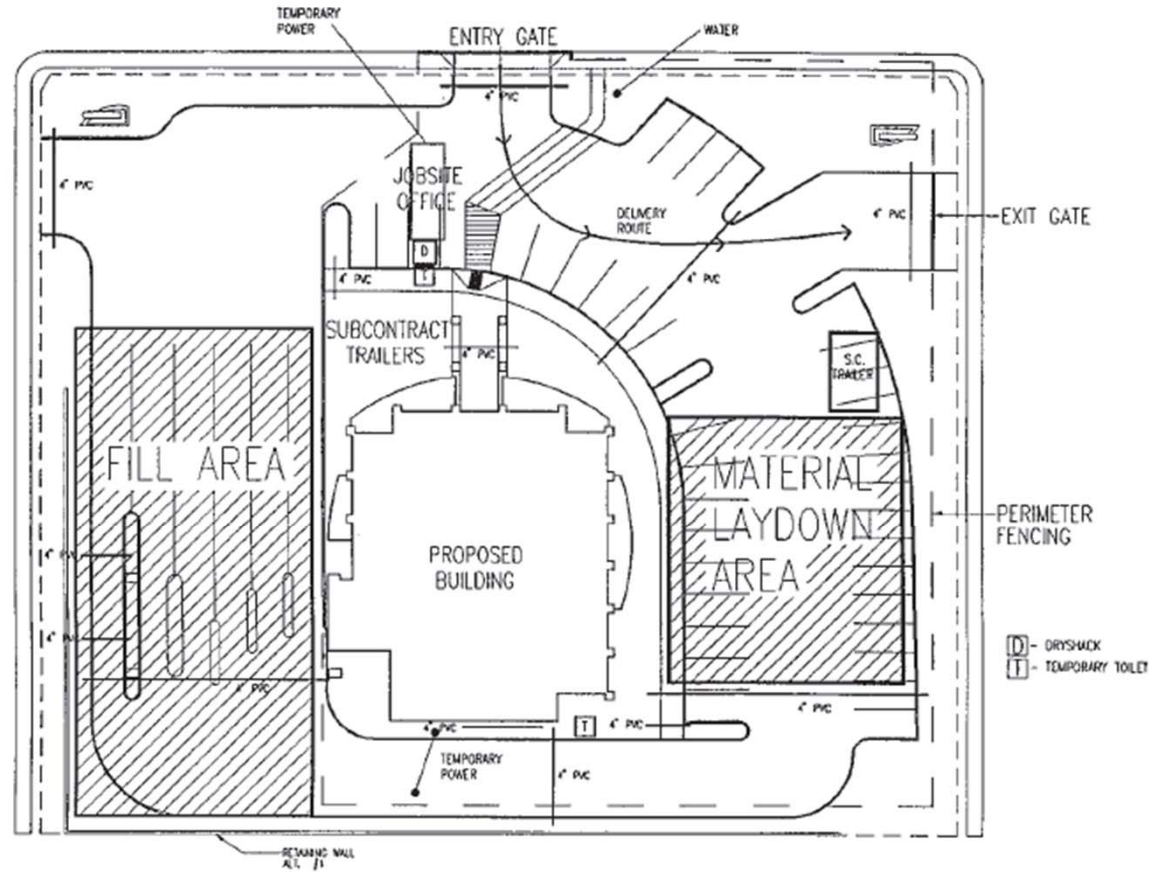 TEMPORARY
POWER
ENTRY GATE
WATER
4" PVC
4" PVC
JOBSITE
OFFICE
DELIVERY
ROUTE
4" PVC
EXIT GATE
D
T
4" PVC
4" PVC
SUBCONTRACT
TRAILERS
4" PVC
S.C.
TRAILER
FILL AREA
MATERIAL
LAYDOWN
AREA
PERIMETER
FENCING
PROPOSED
BUILDING
4" PVC
4" PVC
D - DRYSHACK
T - TEMPORARY TOILET
4" PVC
4" PVC
4" PVC
T
4" PVC
TEMPORARY
POWER
4" PVC
RETAINING WALL
ALT.